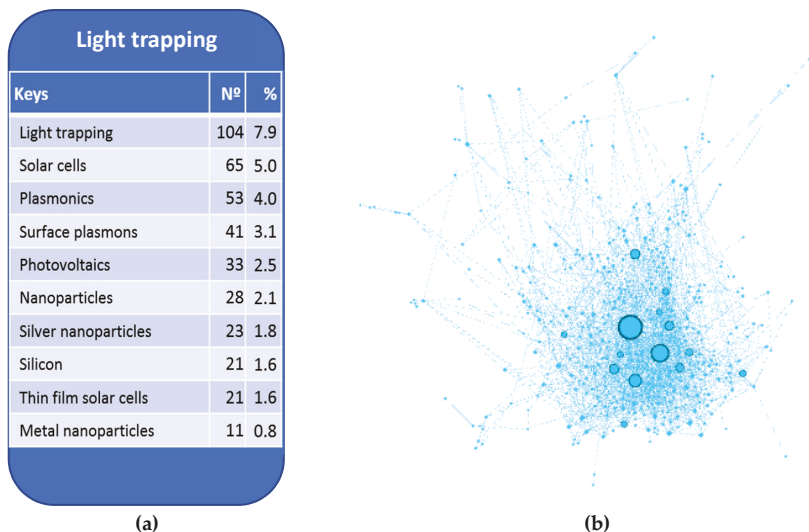 Light trapping
Keys Nº %
Light trapping 104 7.9
Solar cells 65 5.0
Plasmonics 53 4.0
Surface plasmons 41 3.1
Photovoltaics 33 2.5
Nanoparticles 28 2.1
Silver nanoparticles 23 1.8
Silicon 21 1.6
Thin film solar cells 21 1.6
Metal nanoparticles 11 0.8
(a) (b)